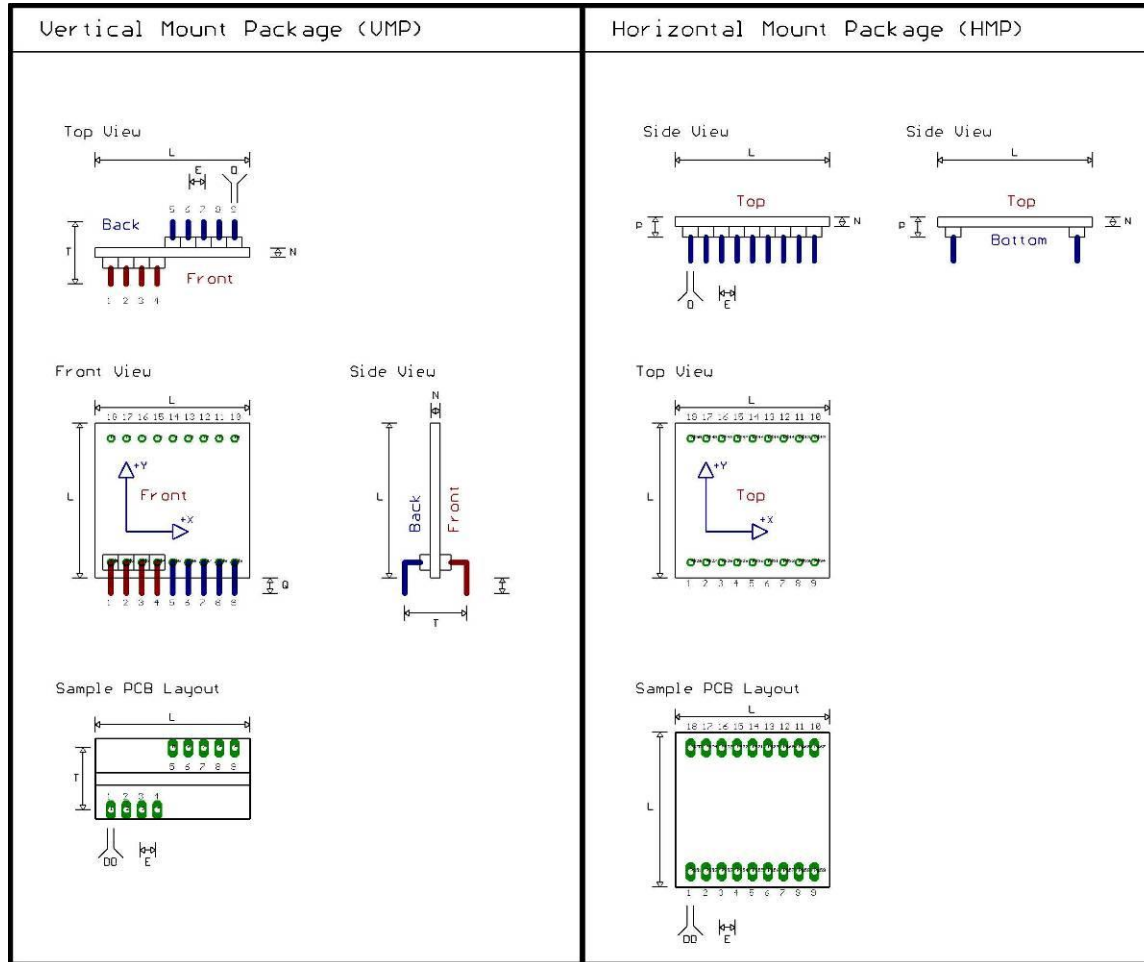 Vertical Mount Package (VMP)
Top View
L
E
D
5 6 7 8 9
Back
T
N
Front
1 2 3 4
Front View
L
18 17 16 15 14 13 12 11 10
L
+Y
Front
+X
Q
1 2 3 4 5 6 7 8 9
Side View
N
L
Back
Front
T
Sample PCB Layout
L
T
5 6 7 8 9
1 2 3 4
DD
E
Horizontal Mount Package (HMP)
Side View
L
Top
P
N
D
E
Side View
L
Top
P
N
Bottom
Top View
L
18 17 16 15 14 13 12 11 10
L
+Y
Top
+X
1 2 3 4 5 6 7 8 9
Sample PCB Layout
L
18 17 16 15 14 13 12 11 10
L
1 2 3 4 5 6 7 8 9
DD
E